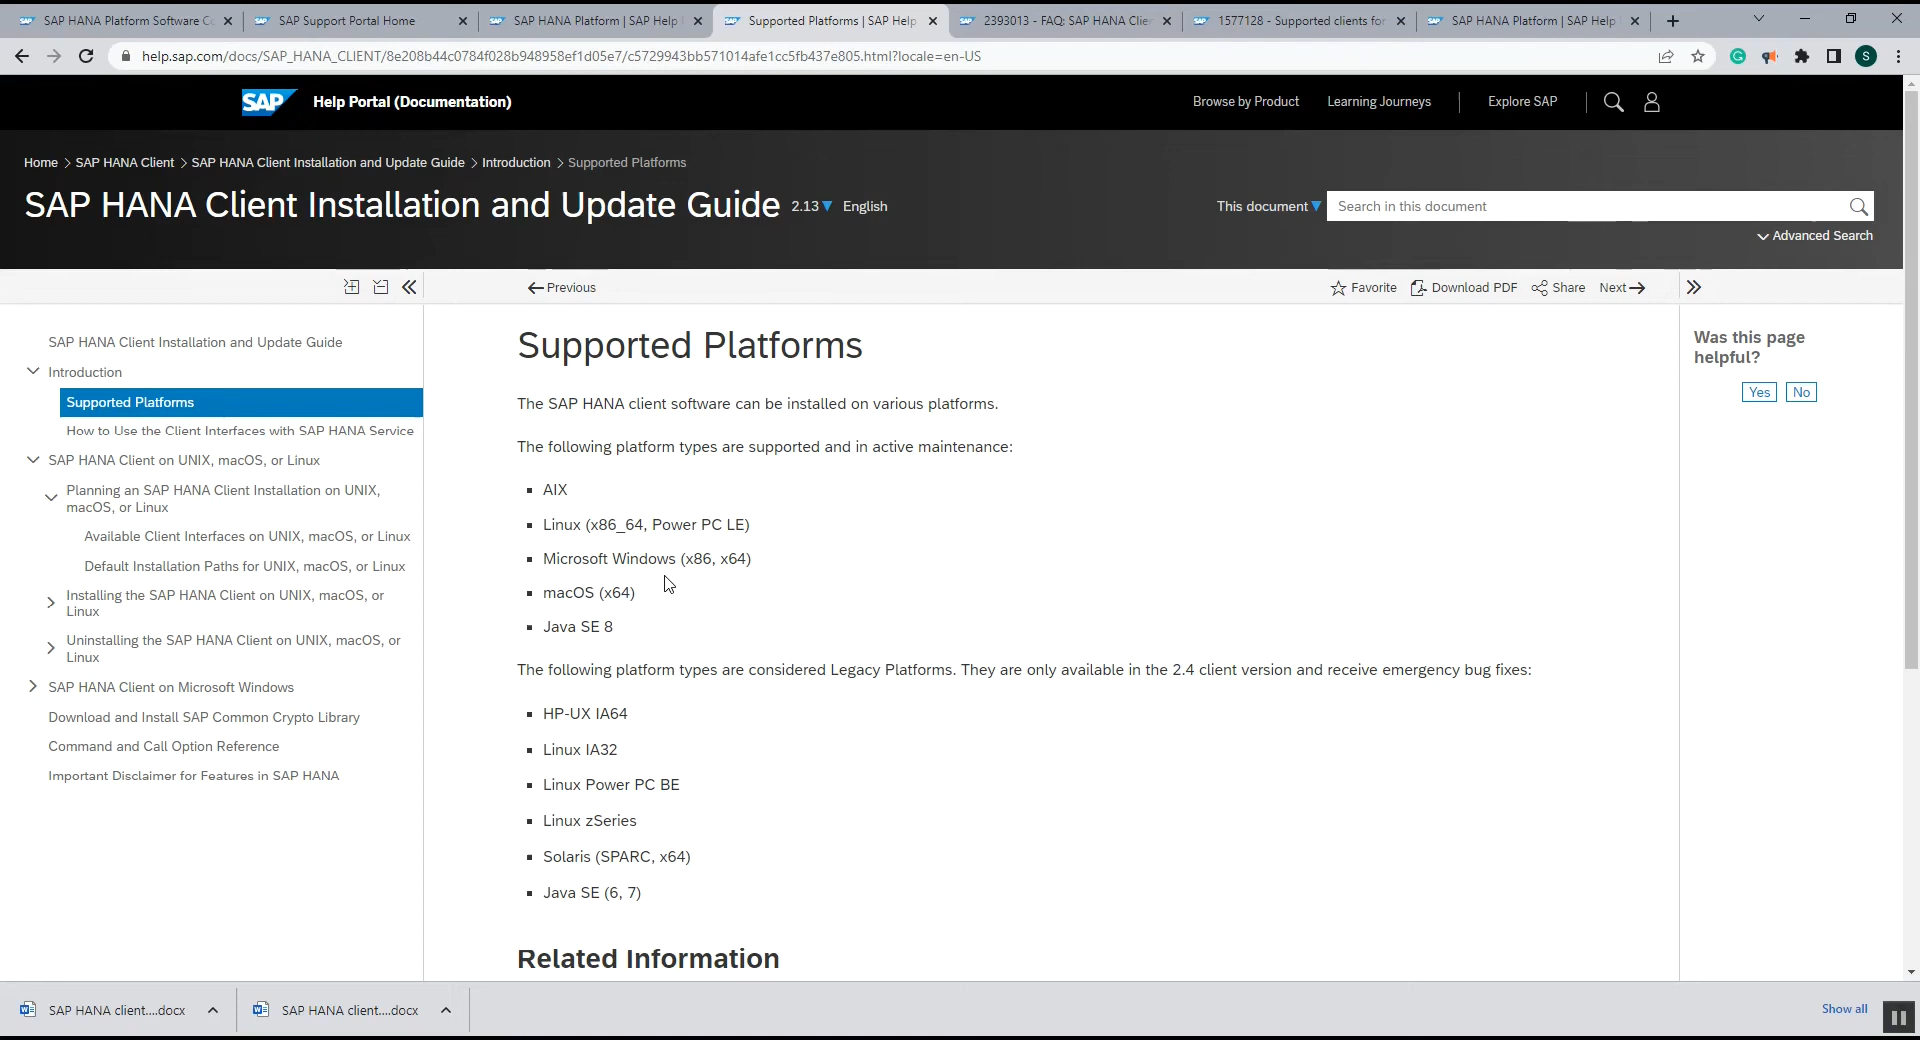 SAP HANA Platform Software Co
SAP Support Portal Home
SAP HANA Platform | SAP Help
Supported Platforms | SAP Help
2393013 - FAQ: SAP HANA Clien
1577128 - Supported clients for
SAP HANA Platform | SAP Help
help.sap.com/docs/SAP_HANA_CLIENT/8e208b44c0784f028b948958ef1d05e7/c5729943bb571014afe1cc5fb437e805.html?locale=en-US
S
SAP Help Portal (Documentation)
Browse by Product Learning Journeys Explore SAP
Home > SAP HANA Client > SAP HANA Client Installation and Update Guide > Introduction > Supported Platforms
SAP HANA Client Installation and Update Guide 2.13 English
This document Search in this document
Advanced Search
Previous
Favorite Download PDF Share Next
SAP HANA Client Installation and Update Guide
Introduction
Supported Platforms
How to Use the Client Interfaces with SAP HANA Service
SAP HANA Client on UNIX, macOS, or Linux
Planning an SAP HANA Client Installation on UNIX,
macOS, or Linux
Available Client Interfaces on UNIX, macOS, or Linux
Default Installation Paths for UNIX, macOS, or Linux
Installing the SAP HANA Client on UNIX, macOS, or
Linux
Uninstalling the SAP HANA Client on UNIX, macOS, or
Linux
SAP HANA Client on Microsoft Windows
Download and Install SAP Common Crypto Library
Command and Call Option Reference
Important Disclaimer for Features in SAP HANA
Supported Platforms
The SAP HANA client software can be installed on various platforms.
The following platform types are supported and in active maintenance:
▪ AIX
▪ Linux (x86_64, Power PC LE)
▪ Microsoft Windows (x86, x64)
▪ macOS (x64)
▪ Java SE 8
The following platform types are considered Legacy Platforms. They are only available in the 2.4 client version and receive emergency bug fixes:
▪ HP-UX IA64
▪ Linux IA32
▪ Linux Power PC BE
▪ Linux zSeries
▪ Solaris (SPARC, x64)
▪ Java SE (6, 7)
Related Information
Was this page
helpful?
Yes No
SAP HANA client....docx
SAP HANA client....docx
Show all